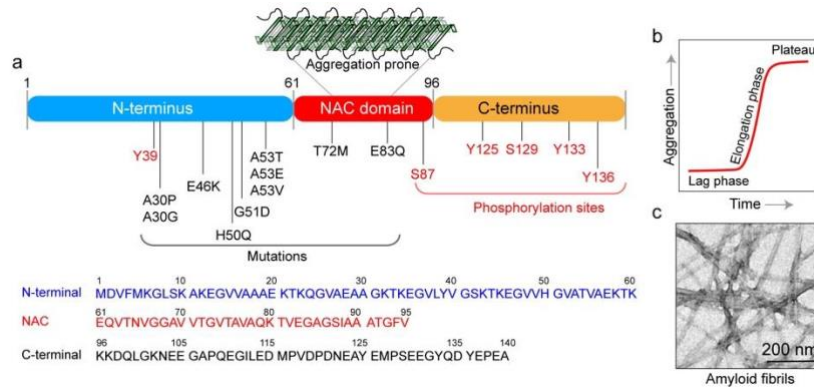 Aggregation prone
a
1
61
96
N-terminus
NAC domain
C-terminus
Y39
A30P
A30G
E46K
H50Q
G51D
A53T
A53E
A53V
T72M
E83Q
S87
Y125
S129
Y133
Y136
Mutations
Phosphorylation sites
1 10 20 30 40 50 60
N-terminal MDVFMKGLSK AKEGVVAAAE KTKQGVAEAA GKTKEGVLYV GSKTKEGVVH GVATVAEKTK
61 70 80 90 95
NAC EQVTNVGGAV VTGVTAVAQK TVEGAGSIAA ATGFV
96 105 115 125 135 140
C-terminal KKDQLGKNEE GAPQEGILED MPVDPDNEAY EMPSEEGYQD YEPEA
b
Aggregation
Plateau
Elongation phase
Lag phase
Time
c
200 nm
Amyloid fibrils